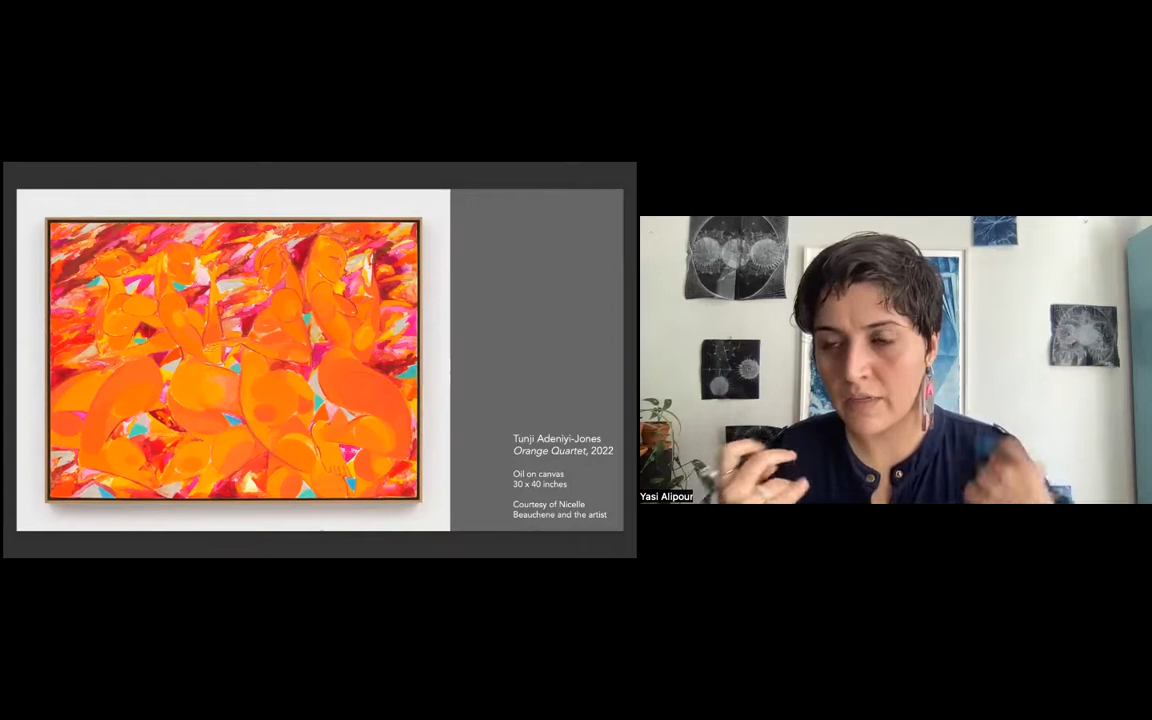 Tunji Adeniyi-Jones
Orange Quartet, 2022
Oil on canvas
30 x 40 inches
Courtesy of Nicelle
Beauchene and the artist
Yasi Alipour